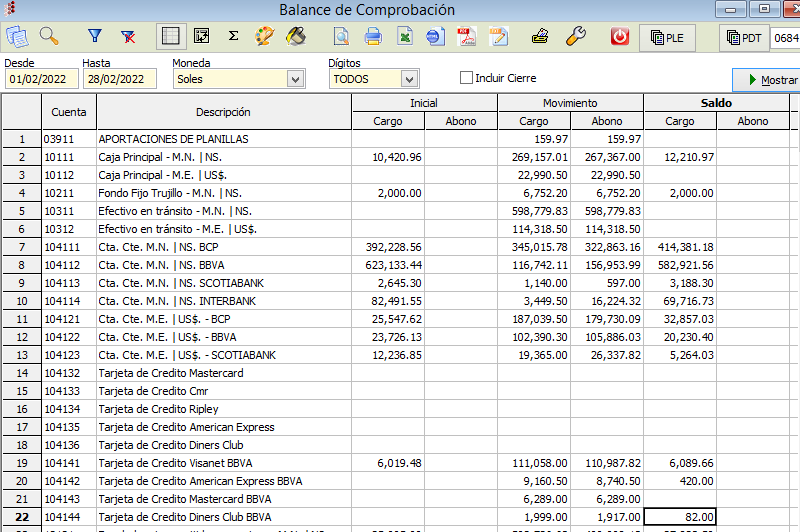 Balance de Comprobación
PLE PDT 0684
Desde Hasta Moneda Dígitos
01/02/2022 28/02/2022 Soles TODOS Incluir Cierre Mostrar
Inicial Movimiento Saldo
Cuenta Descripción Cargo Abono Cargo Abono Cargo Abono
1 03911 APORTACIONES DE PLANILLAS 159.97 159.97
2 10111 Caja Principal - M.N. | NS. 10,420.96 269,157.01 267,367.00 12,210.97
3 10112 Caja Principal - M.E. | US$. 22,990.50 22,990.50
4 10211 Fondo Fijo Trujillo - M.N. | NS. 2,000.00 6,752.20 6,752.20 2,000.00
5 10311 Efectivo en tránsito - M.N. | NS. 598,779.83 598,779.83
6 10312 Efectivo en tránsito - M.E. | US$. 114,318.50 114,318.50
7 104111 Cta. Cte. M.N. | NS. BCP 392,228.56 345,015.78 322,863.16 414,381.18
8 104112 Cta. Cte. M.N. | NS. BBVA 623,133.44 116,742.11 156,953.99 582,921.56
9 104113 Cta. Cte. M.N. | NS. SCOTIABANK 2,645.30 1,140.00 597.00 3,188.30
10 104114 Cta. Cte. M.N. | NS. INTERBANK 82,491.55 3,449.50 16,224.32 69,716.73
11 104121 Cta. Cte. M.E. | US$. - BCP 25,547.62 187,039.50 179,730.09 32,857.03
12 104122 Cta. Cte. M.E. | US$. - BBVA 23,726.13 102,390.30 105,886.03 20,230.40
13 104123 Cta. Cte. M.E. | US$. - SCOTIABANK 12,236.85 19,365.00 26,337.82 5,264.03
14 104132 Tarjeta de Credito Mastercard
15 104133 Tarjeta de Credito Cmr
16 104134 Tarjeta de Credito Ripley
17 104135 Tarjeta de Credito American Express
18 104136 Tarjeta de Credito Diners Club
19 104141 Tarjeta de Credito Visanet BBVA 6,019.48 111,058.00 110,987.82 6,089.66
20 104142 Tarjeta de Credito American Express BBVA 9,160.50 8,740.50 420.00
21 104143 Tarjeta de Credito Mastercard BBVA 6,289.00 6,289.00
22 104144 Tarjeta de Credito Diners Club BBVA 1,999.00 1,917.00 82.00